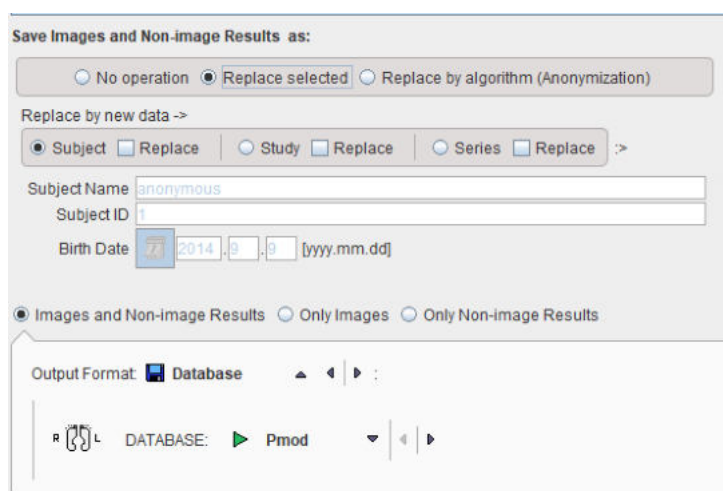 Save Images and Non-image Results as:
No operation Replace selected Replace by algorithm (Anonymization)
Replace by new data ->
Subject Replace Study Replace Series Replace :>
Subject Name anonymous
Subject ID 1
Birth Date 2014 . 9 . 9 [yyyy.mm.dd]
Images and Non-image Results Only Images Only Non-image Results
Output Format: Database :
R L DATABASE: Pmod